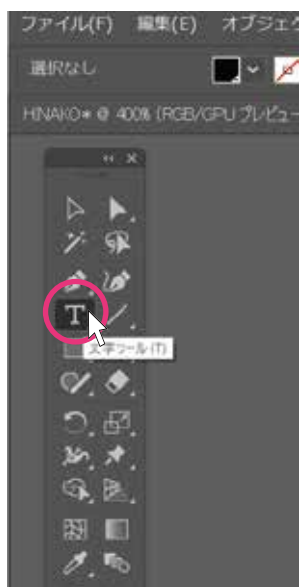 ファイル(F) 編集(E) オブジェク
選択なし
HINAKO* @ 400% (RGB/GPU プレビュー
T
文字ツール (T)